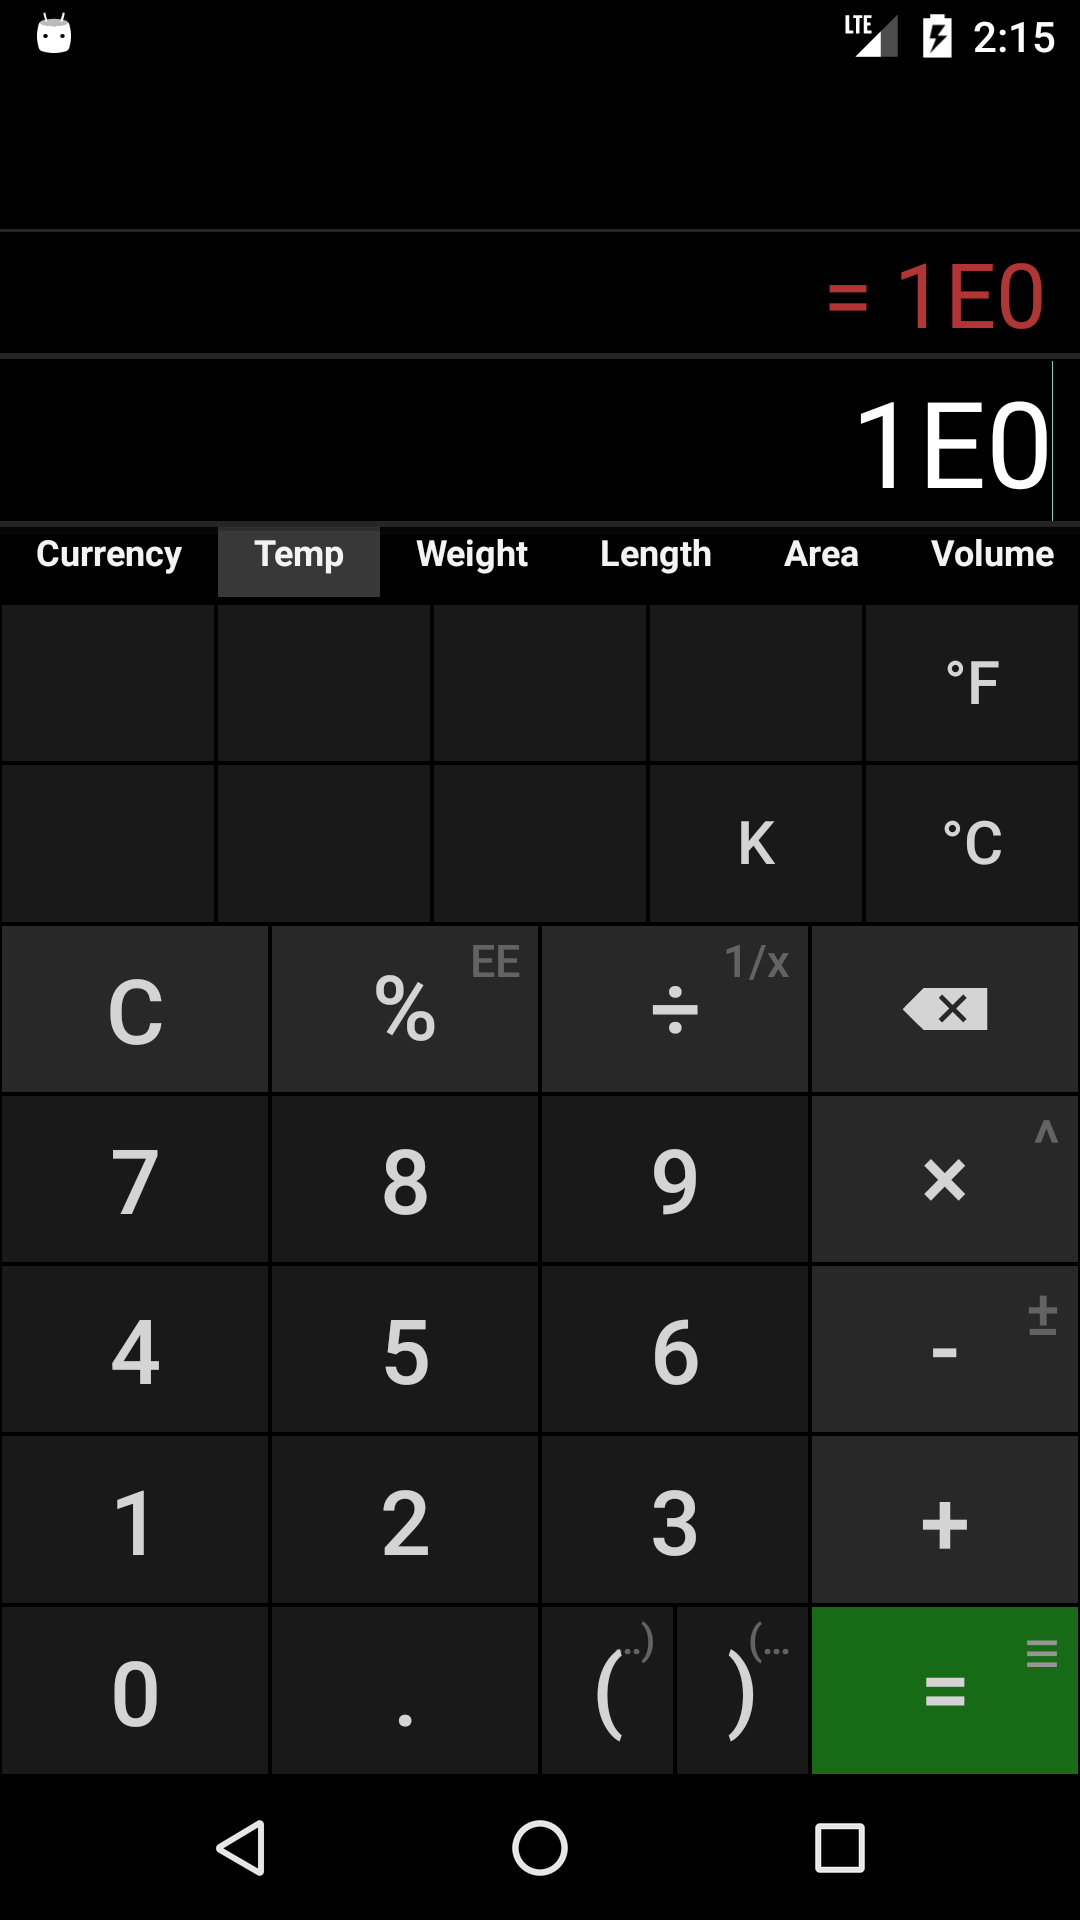 LTE 2:15
= 1E0
1E0
Currency Temp Weight Length Area Volume
°F
K °C
C % EE ÷ 1/x
7 8 9 × ^
4 5 6 - ±
1 2 3 +
0 . ( ..) ) (... =